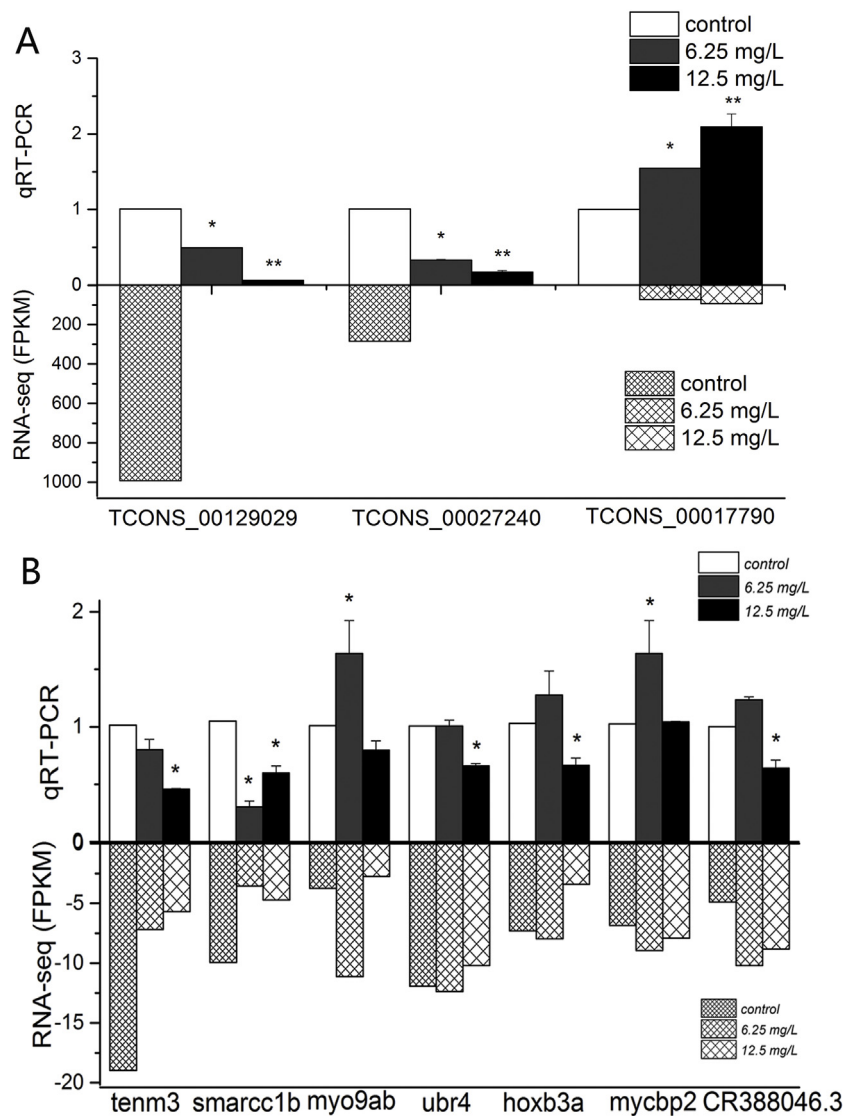 A
control
6.25 mg/L
12.5 mg/L
3
2
1
0
qRT-PCR
*
**
*
**
*
**
200
400
600
800
1000
RNA-seq (FPKM)
control
6.25 mg/L
12.5 mg/L
TCONS_00129029 TCONS_00027240 TCONS_00017790
B
control
6.25 mg/L
12.5 mg/L
2
1
0
qRT-PCR
*
*
*
*
*
*
*
*
-5
-10
-15
-20
RNA-seq (FPKM)
control
6.25 mg/L
12.5 mg/L
tenm3 smarcc1b myo9ab ubr4 hoxb3a mycbp2 CR388046.3